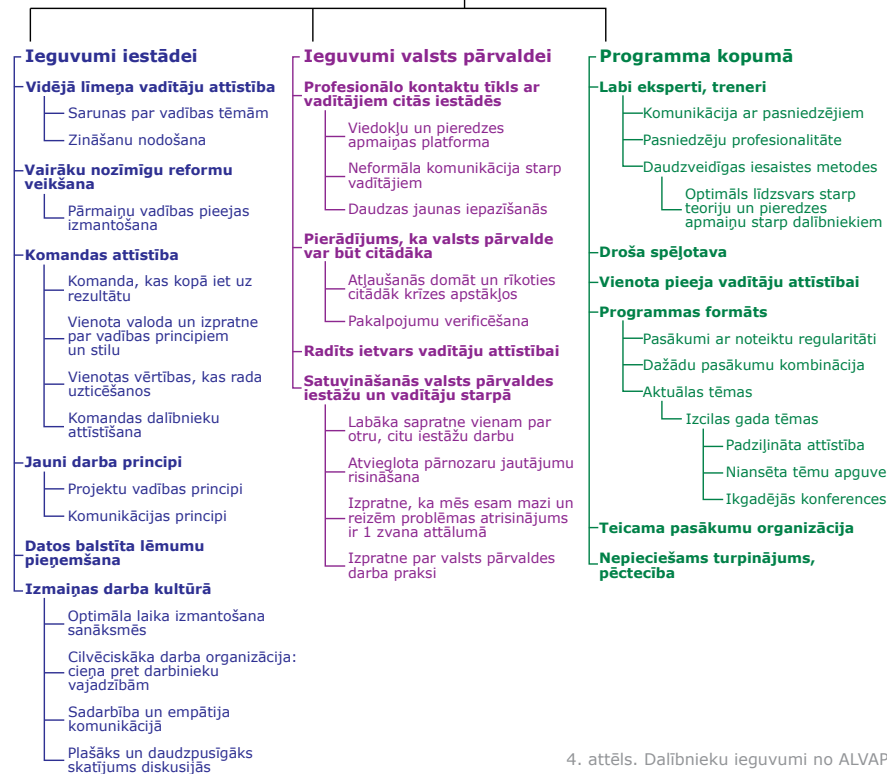 Ieguvumi iestādei
Vidējā līmeņa vadītāju attīstība
Sarunas par vadības tēmām
Zināšanu nodošana
Vairāku nozīmīgu reformu
veikšana
Pārmaiņu vadības pieejas
izmantošana
Komandas attīstība
Komanda, kas kopā iet uz
rezultātu
Vienota valoda un izpratne
par vadības principiem
un stilu
Vienotas vērtības, kas rada
uzticēšanos
Komandas dalībnieku
attīstīšana
Jauni darba principi
Projektu vadības principi
Komunikācijas principi
Datos balstīta lēmumu
pieņemšana
Izmaiņas darba kultūrā
Optimāla laika izmantošana
sanāksmēs
Cilvēciskāka darba organizācija:
cieņa pret darbinieku
vajadzībām
Sadarbība un empātija
komunikācijā
Plašāks un daudzpusīgāks
skatījums diskusijās
Ieguvumi valsts pārvaldei
Profesionālo kontaktu tīkls ar
vadītājiem citās iestādēs
Viedokļu un pieredzes
apmaiņas platforma
Neformāla komunikācija starp
vadītājiem
Daudzas jaunas iepazīšanās
Pierādījums, ka valsts pārvalde
var būt citādāka
Atļaušanās domāt un rīkoties
citādāk krīzes apstākļos
Pakalpojumu verificēšana
Radīts ietvars vadītāju attīstībai
Satuvināšanās valsts pārvaldes
iestāžu un vadītāju starpā
Labāka sapratne vienam par
otru, citu iestāžu darbu
Atvieglota pārnozaru jautājumu
risināšana
Izpratne, ka mēs esam mazi un
reizēm problēmas atrisinājums
ir 1 zvana attālumā
Izpratne par valsts pārvaldes
darba praksi
Programma kopumā
Labi eksperti, treneri
Komunikācija ar pasniedzējiem
Pasniedzēju profesionalitāte
Daudzveidīgas iesaistes metodes
Optimāls līdzsvars starp
teoriju un pieredzes
apmaiņu starp dalībniekiem
Droša spēļotava
Vienota pieeja vadītāju attīstībai
Programmas formāts
Pasākumi ar noteiktu regularitāti
Dažādu pasākumu kombinācija
Aktuālas tēmas
Izcilas gada tēmas
Padziļināta attīstība
Niansēta tēmu apguve
Ikgadējās konferences
Teicama pasākumu organizācija
Nepieciešams turpinājums,
pēctecība
4. attēls. Dalībnieku ieguvumi no ALVAP